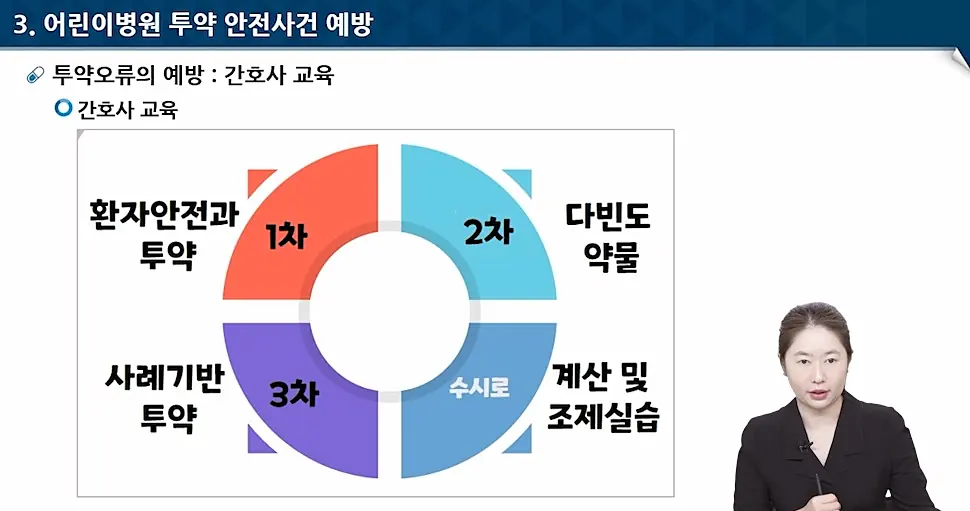 3. 어린이병원 투약 안전사건 예방
투약오류의 예방 : 간호사 교육
간호사 교육
환자안전과
투약
1차
2차
다빈도
약물
사례기반
투약
3차
수시로
계산 및
조제실습